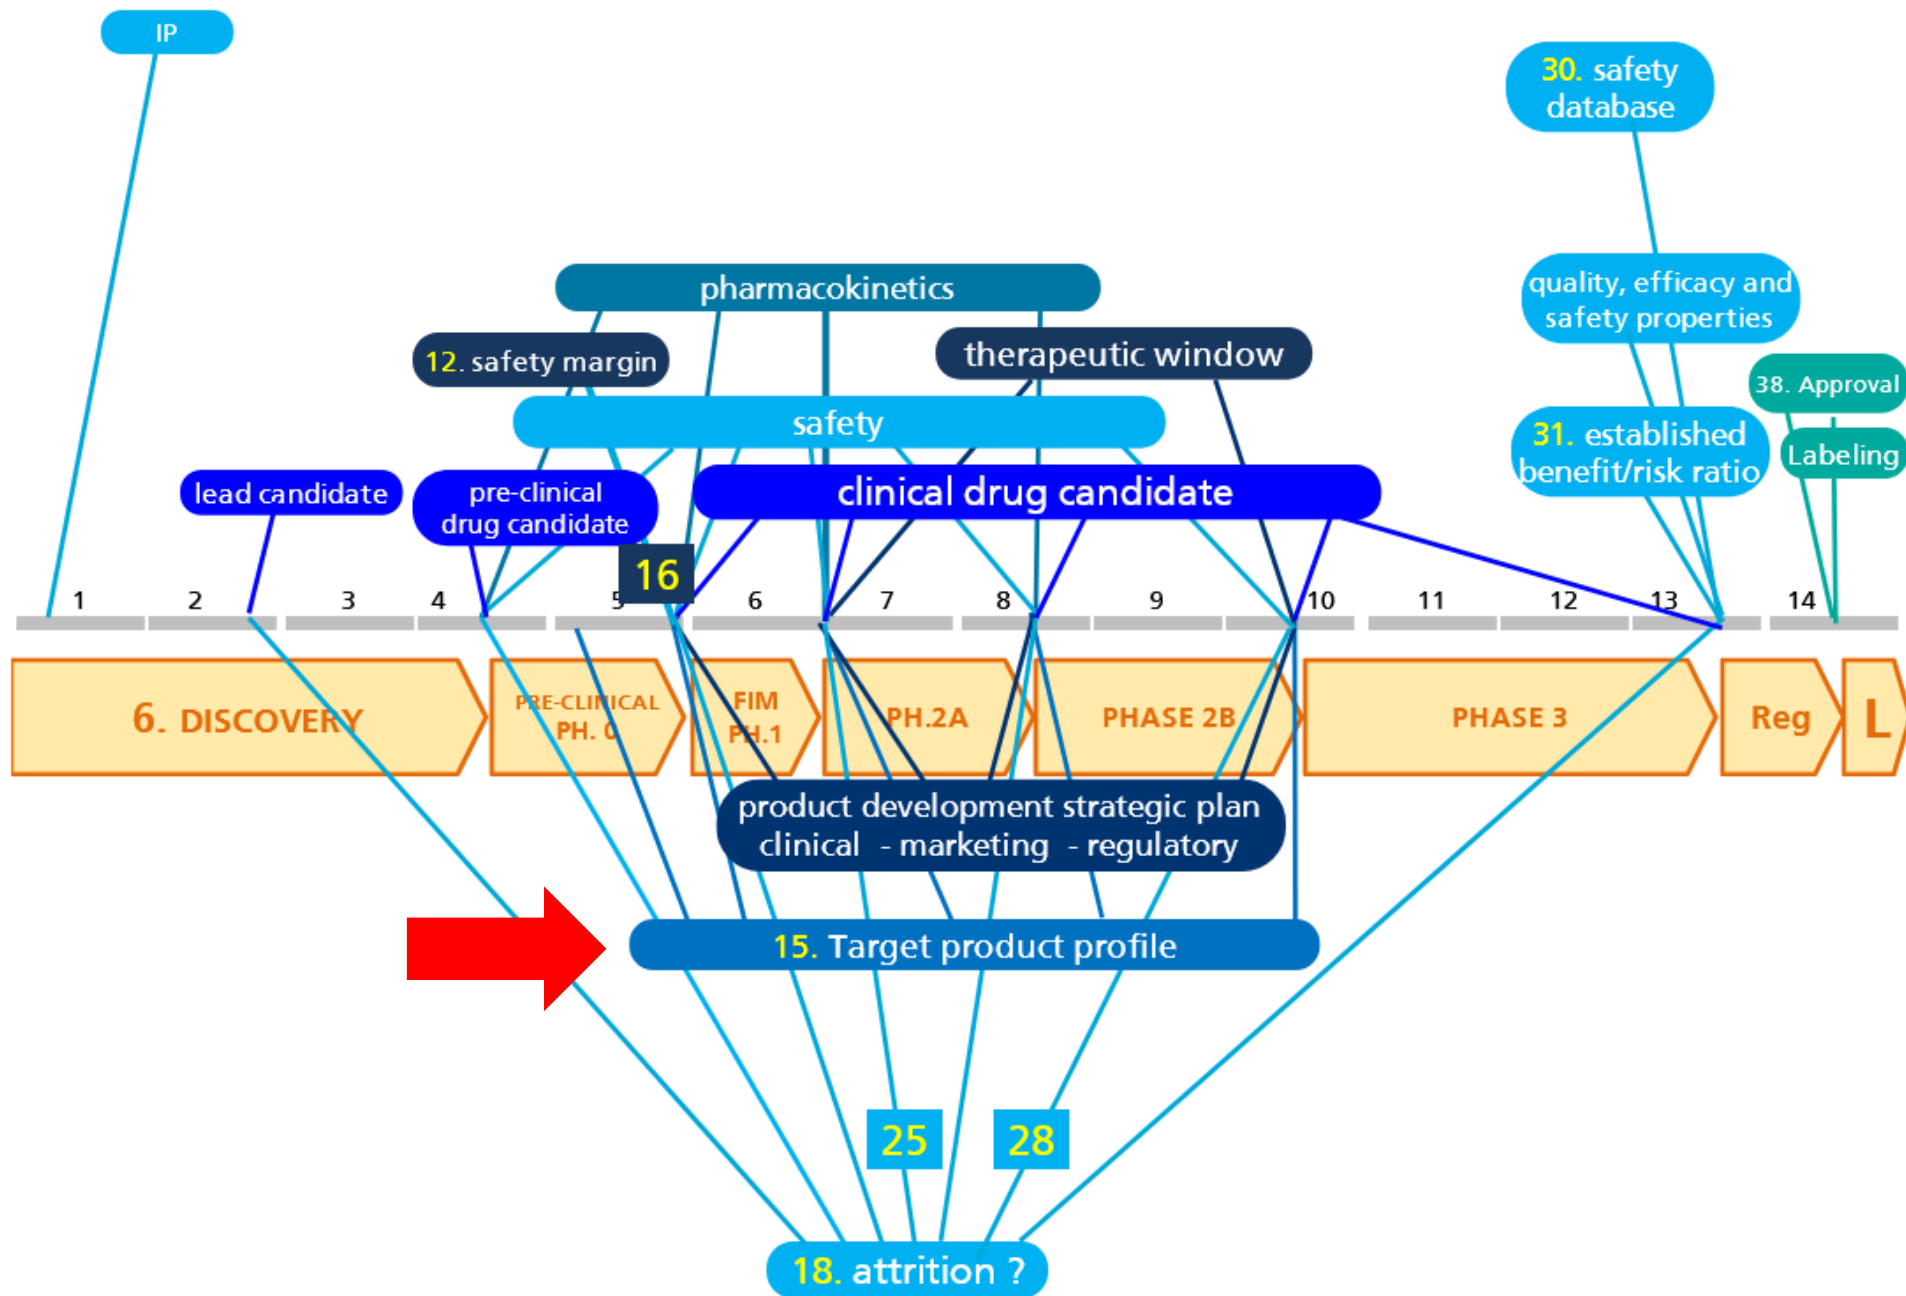 IP
30. safety
database
pharmacokinetics
quality, efficacy and
safety properties
12. safety margin
therapeutic window
38. Approval
safety
31. established
benefit/risk ratio
Labeling
lead candidate
pre-clinical
drug candidate
clinical drug candidate
16
1 2 3 4 5 6 7 8 9 10 11 12 13 14
6. DISCOVERY
PRE-CLINICAL
PH. 0
FIM
PH.1
PH.2A
PHASE 2B
PHASE 3
Reg
L
product development strategic plan
clinical - marketing - regulatory
15. Target product profile
25
28
18. attrition ?